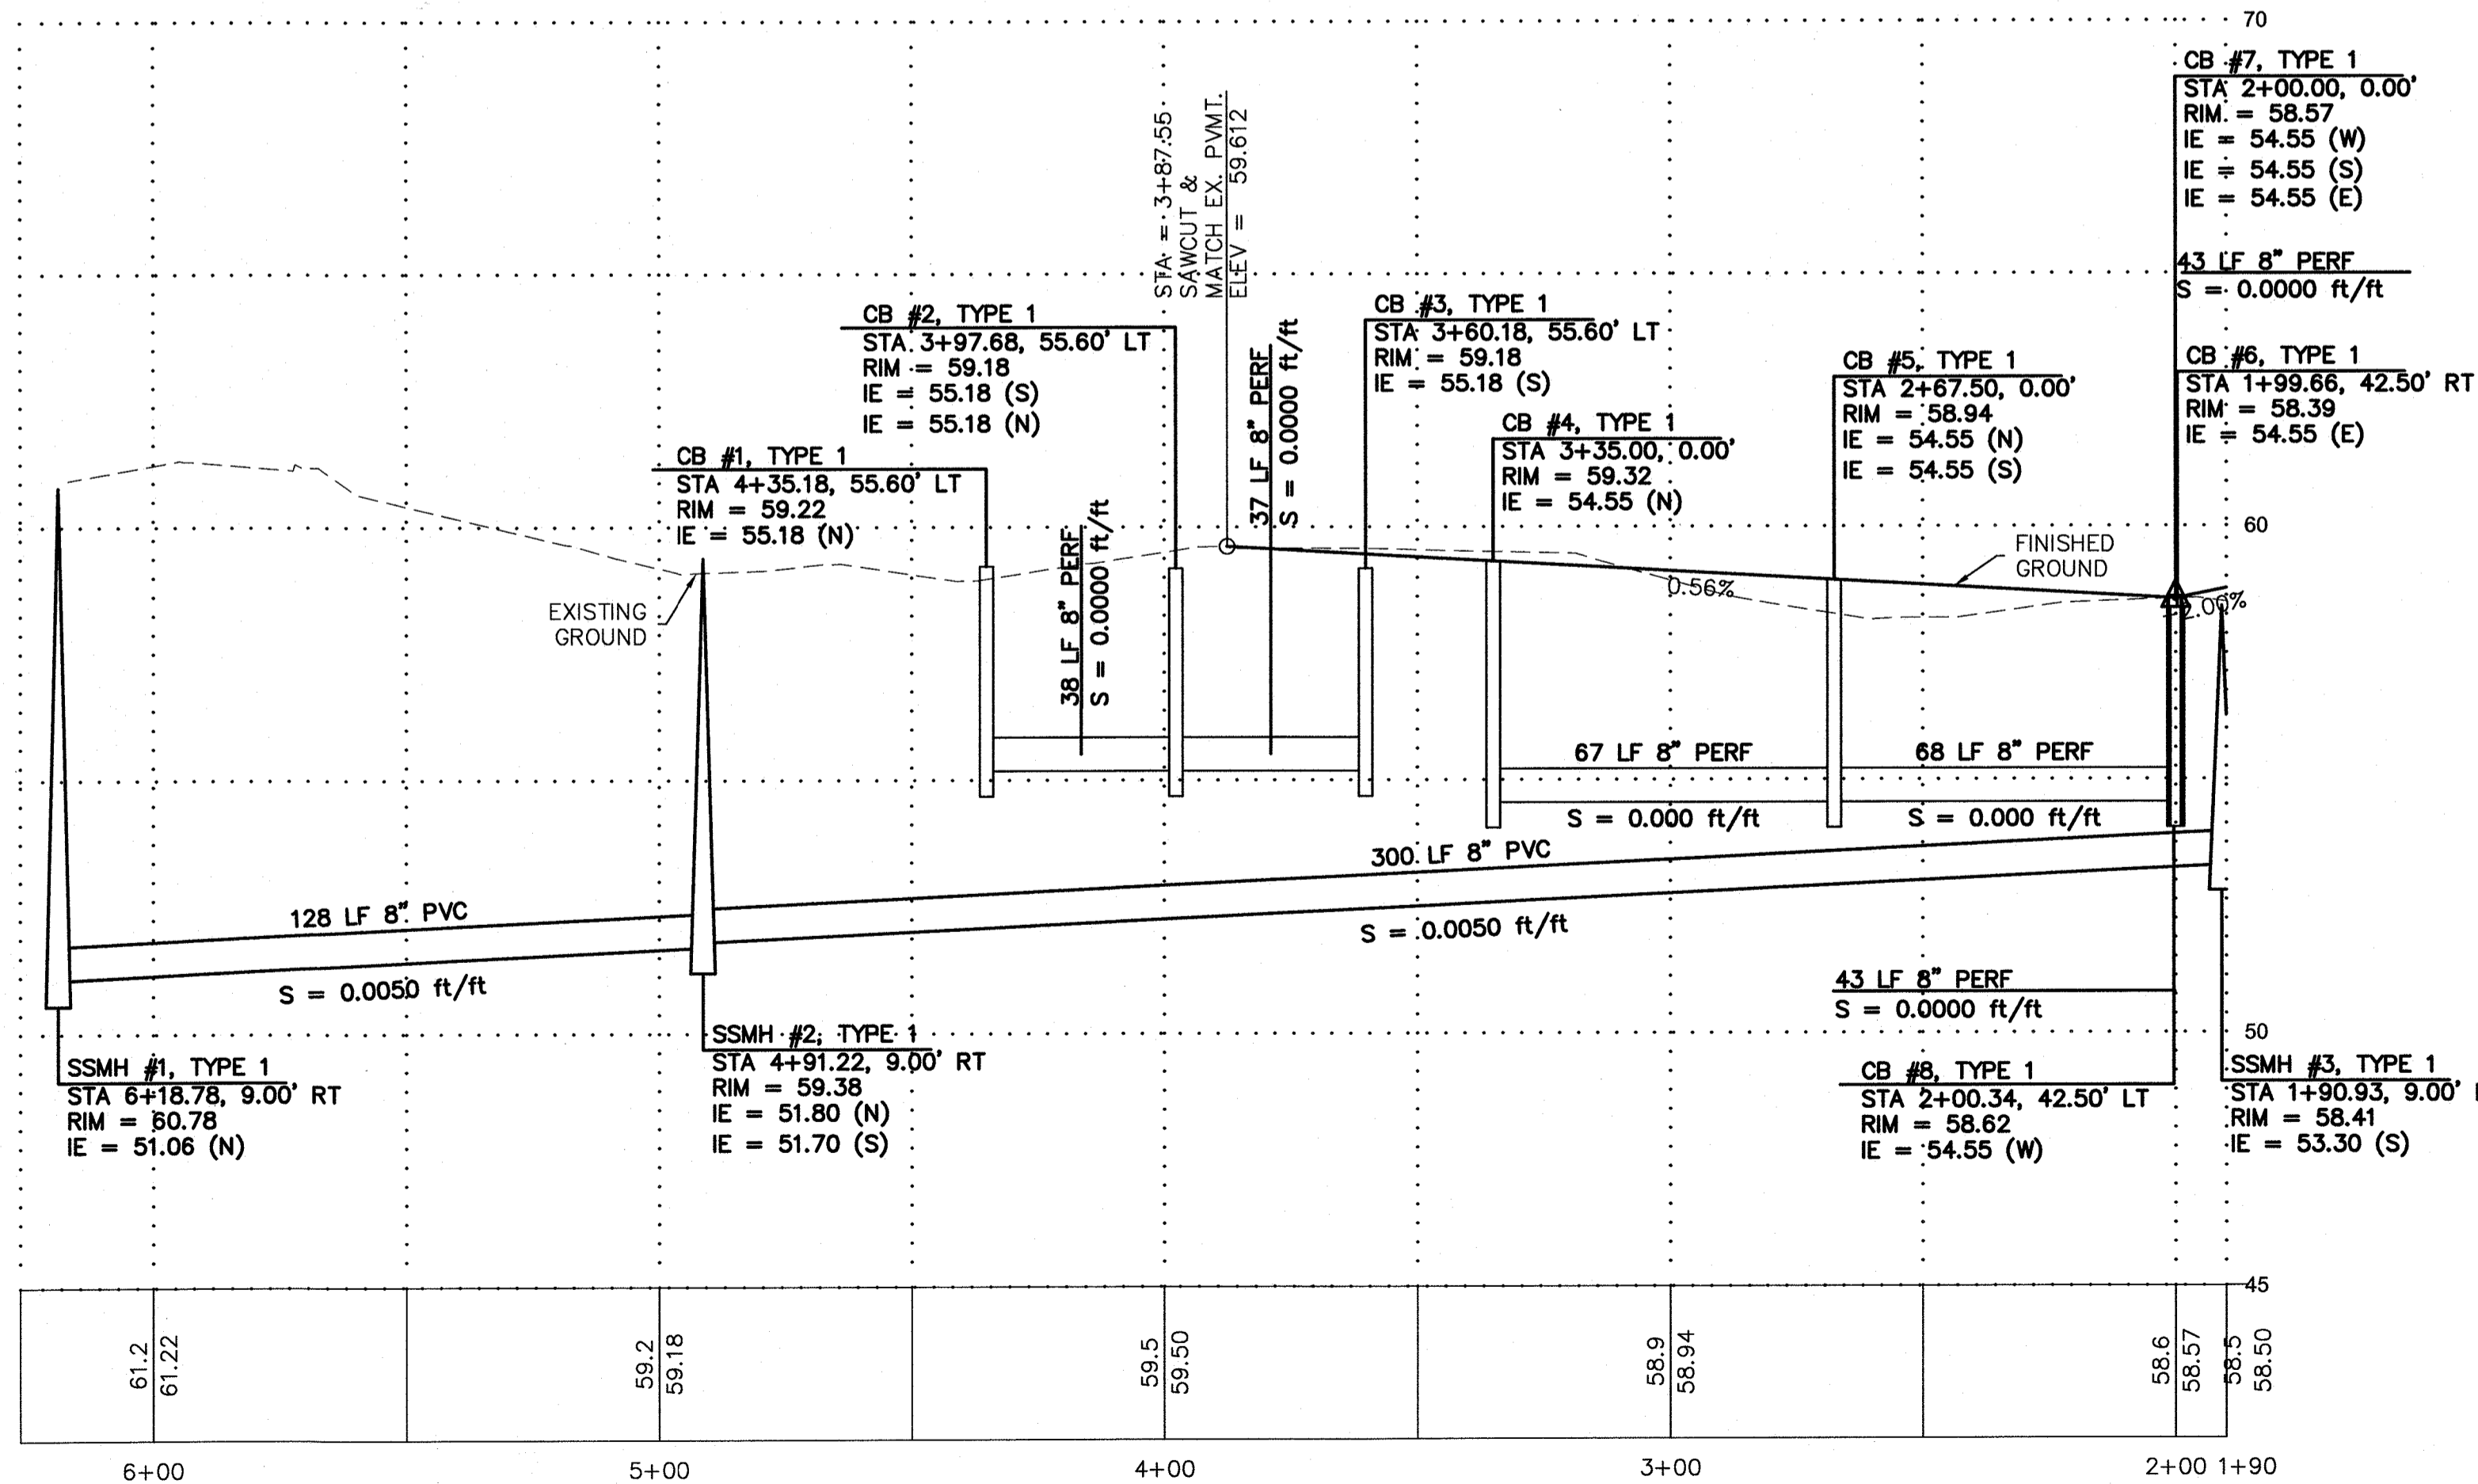 70
CB #7, TYPE 1
STA 2+00.00, 0.00'
RIM = 58.57
IE = 54.55 (W)
IE = 54.55 (S)
IE = 54.55 (E)
43 LF 8" PERF
S = 0.0000 ft/ft
STA = 3+87.55
SAWCUT &
MATCH EX. PVMT.
ELEV = 59.612
CB #2, TYPE 1
STA 3+97.68, 55.60' LT
RIM = 59.18
IE = 55.18 (S)
IE = 55.18 (N)
37 LF 8" PERF
S = 0.0000 ft/ft
CB #3, TYPE 1
STA 3+60.18, 55.60' LT
RIM = 59.18
IE = 55.18 (S)
CB #5, TYPE 1
STA 2+67.50, 0.00'
RIM = 58.94
IE = 54.55 (N)
IE = 54.55 (S)
CB #6, TYPE 1
STA 1+99.66, 42.50' RT
RIM = 58.39
IE = 54.55 (E)
CB #4, TYPE 1
STA 3+35.00, 0.00'
RIM = 59.32
IE = 54.55 (N)
CB #1, TYPE 1
STA 4+35.18, 55.60' LT
RIM = 59.22
IE = 55.18 (N)
38 LF 8" PERF
S = 0.0000 ft/ft
60
FINISHED
GROUND
0.56%
EXISTING
GROUND
67 LF 8" PERF
S = 0.000 ft/ft
68 LF 8" PERF
S = 0.000 ft/ft
300 LF 8" PVC
S = 0.0050 ft/ft
128 LF 8" PVC
S = 0.0050 ft/ft
43 LF 8" PERF
S = 0.0000 ft/ft
50
SSMH #1, TYPE 1
STA 6+18.78, 9.00' RT
RIM = 60.78
IE = 51.06 (N)
SSMH #2, TYPE 1
STA 4+91.22, 9.00' RT
RIM = 59.38
IE = 51.80 (N)
IE = 51.70 (S)
CB #8, TYPE 1
STA 2+00.34, 42.50' LT
RIM = 58.62
IE = 54.55 (W)
SSMH #3, TYPE 1
STA 1+90.93, 9.00'
RIM = 58.41
IE = 53.30 (S)
45
61.2
61.22
59.2
59.18
59.5
59.50
58.9
58.94
58.6
58.57
58.5
58.50
6+00 5+00 4+00 3+00 2+00 1+90